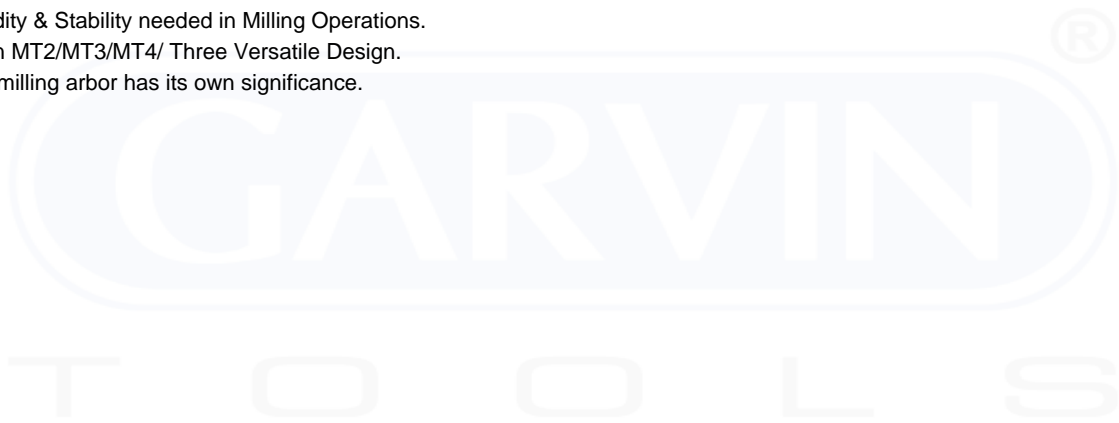 dity & Stability needed in Milling Operations.
n MT2/MT3/MT4/ Three Versatile Design.
milling arbor has its own significance.
®
GARVIN
TOOLS